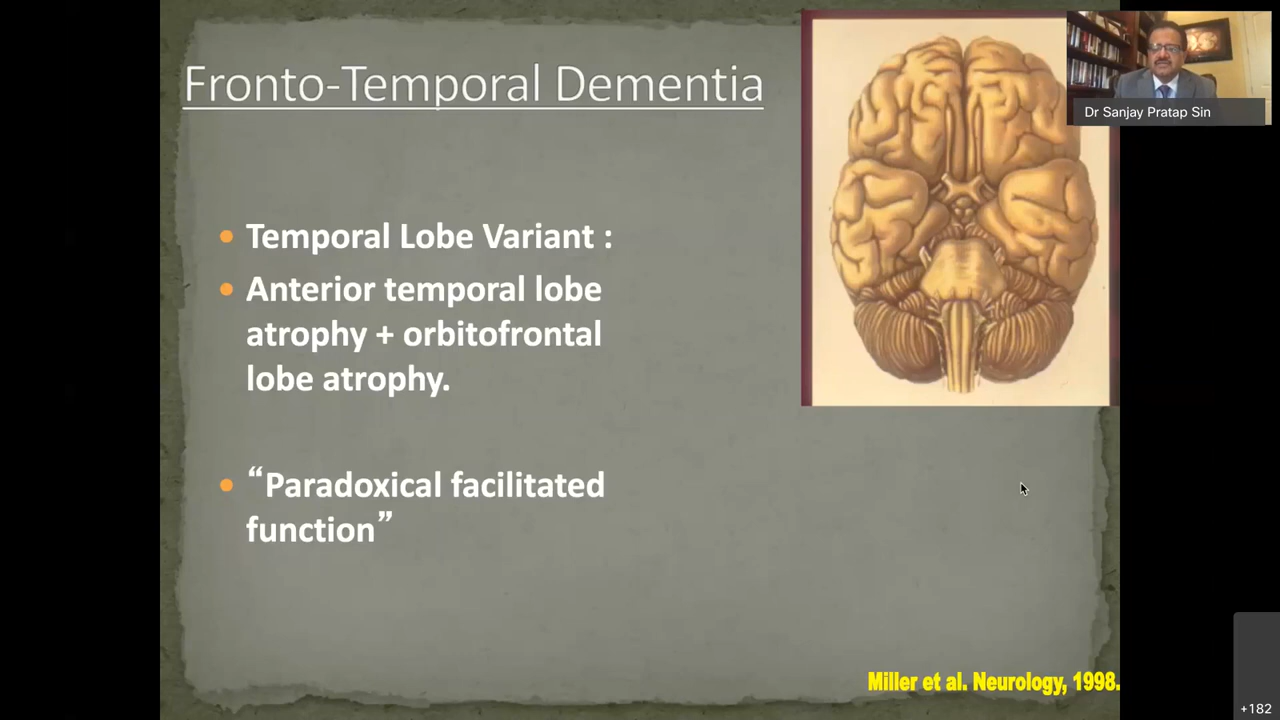 Fronto-Temporal Dementia
Dr Sanjay Pratap Sin
• Temporal Lobe Variant :
• Anterior temporal lobe
atrophy + orbitofrontal
lobe atrophy.
• “Paradoxical facilitated
function”
Miller et al. Neurology, 1998.
+182